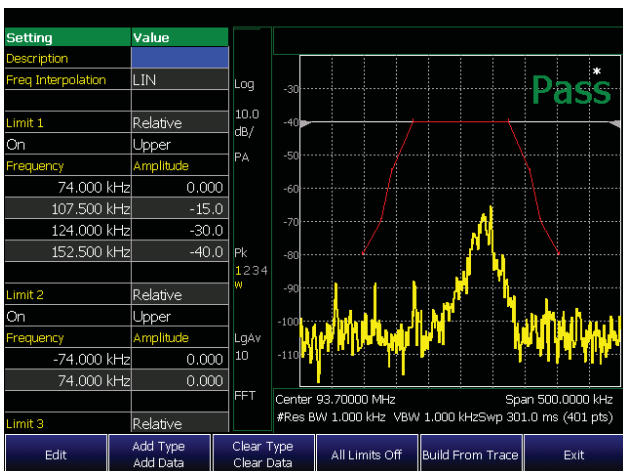 Setting Value
Description
Freq Interpolation LIN
Limit 1 Relative
On Upper
Frequency Amplitude
74.000 kHz 0.000
107.500 kHz -15.0
124.000 kHz -30.0
152.500 kHz -40.0
Limit 2 Relative
On Upper
Frequency Amplitude
-74.000 kHz 0.000
74.000 kHz 0.000
Limit 3 Relative
Log
10.0
dB/
PA
Pk
1234
W
LgAv
10
FFT
Pass*
-30
-40
-50
-60
-70
-80
-90
-100
-110
Center 93.70000 MHz Span 500.0000 kHz
#Res BW 1.000 kHz VBW 1.000 kHzSwp 301.0 ms (401 pts)
Edit
Add Type
Add Data
Clear Type
Clear Data
All Limits Off
Build From Trace
Exit